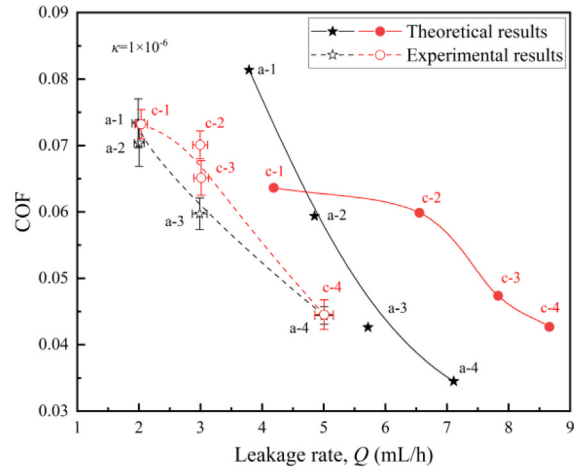 0.09
0.08
0.07
0.06
0.05
0.04
0.03
COF
κ=1×10⁻⁶
Theoretical results
Experimental results
a-1
a-1
c-1
a-2
c-2
c-3
c-1
c-2
a-2
a-3
c-3
a-3
c-4
c-4
a-4
a-4
1 2 3 4 5 6 7 8 9
Leakage rate, Q (mL/h)